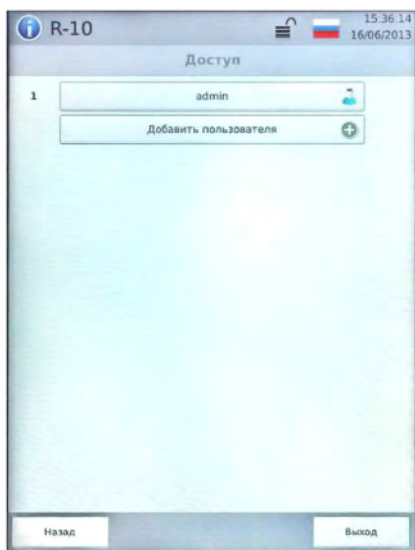 R-10
15:36:14
16/06/2013
Доступ
1
admin
Добавить пользователя
Назад
Выход